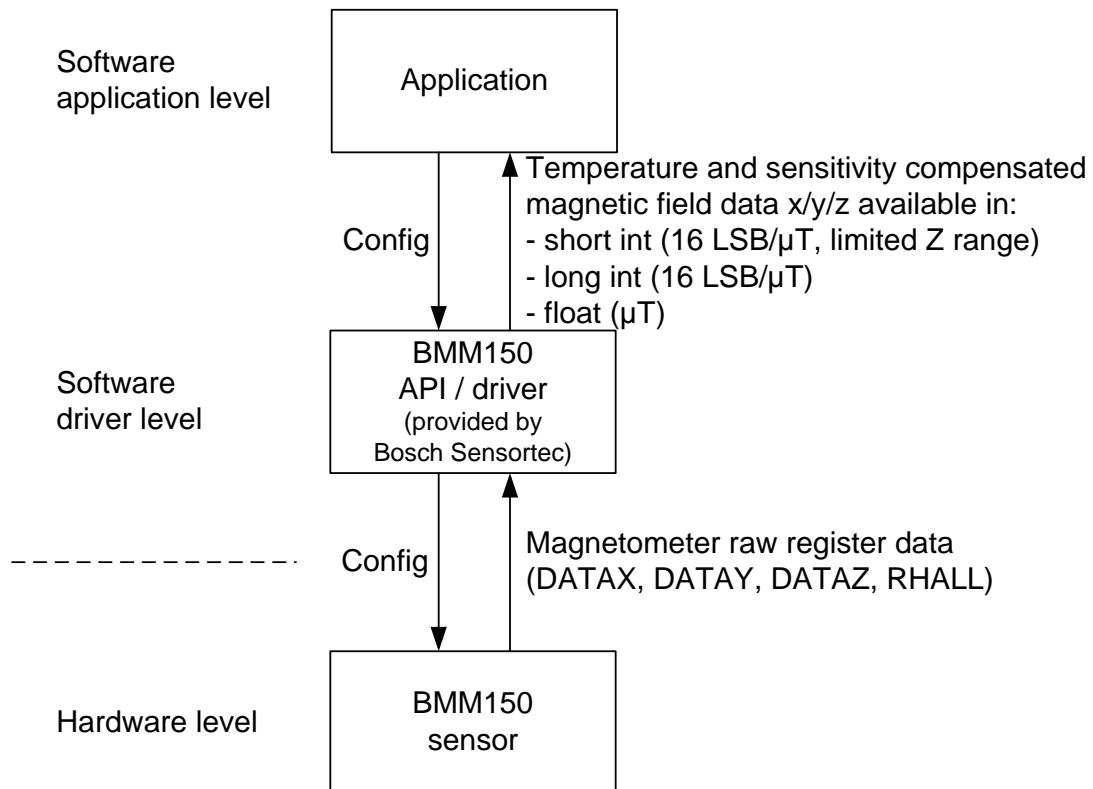 Software
application level
Application
Temperature and sensitivity compensated
magnetic field data x/y/z available in:
- short int (16 LSB/µT, limited Z range)
- long int (16 LSB/µT)
- float (µT)
Config
Software
driver level
BMM150
API / driver
(provided by
Bosch Sensortec)
Config
Magnetometer raw register data
(DATAX, DATAY, DATAZ, RHALL)
Hardware level
BMM150
sensor